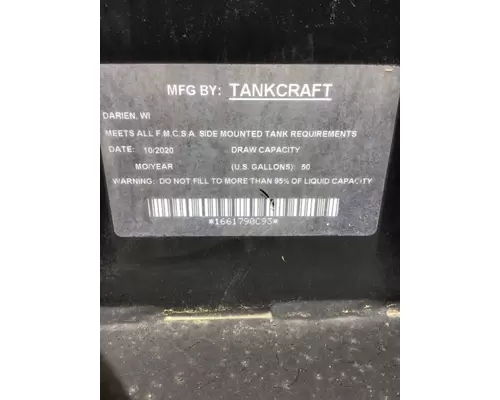 MFG BY: TANKCRAFT
DARIEN, WI
MEETS ALL F.M.C.S.A. SIDE MOUNTED TANK REQUIREMENTS
DATE: 10/2020 DRAW CAPACITY
MO/YEAR (U.S. GALLONS): 50
WARNING: DO NOT FILL TO MORE THAN 95% OF LIQUID CAPACITY
*1661790C93*